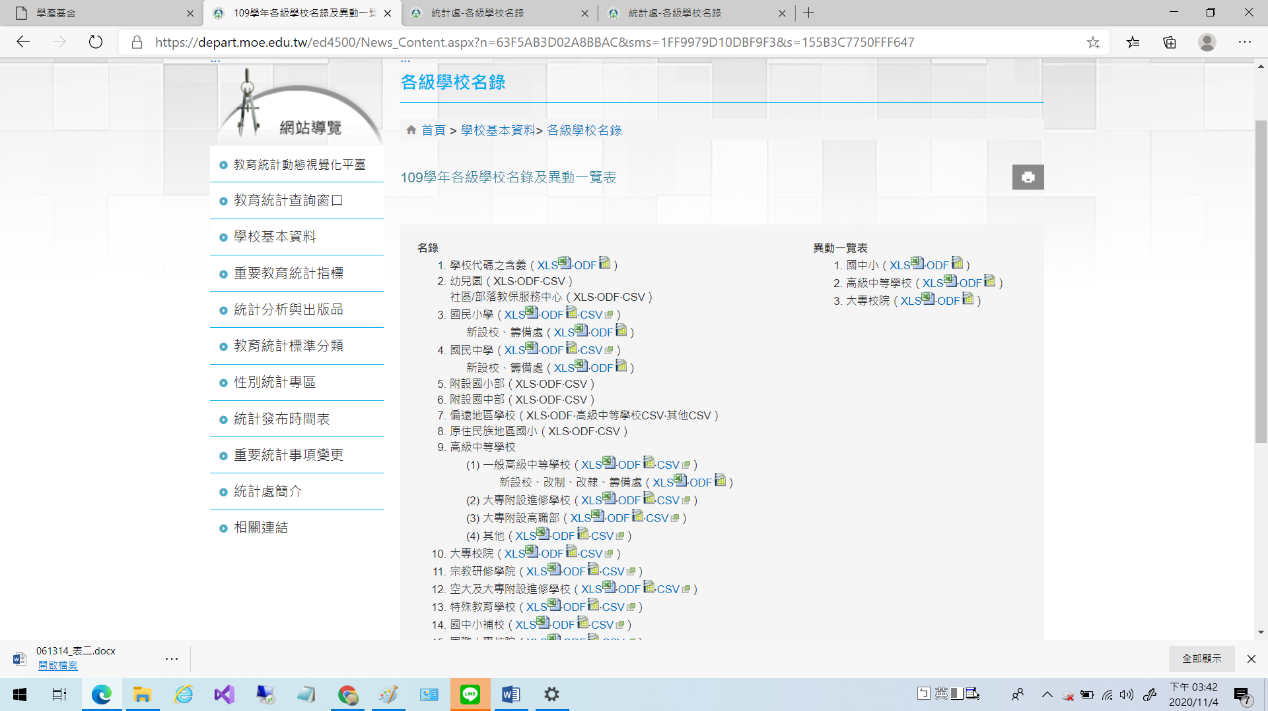 學產基金
109學年各級學校名錄及異動一覽
統計處-各級學校名錄
統計處-各級學校名錄
https://depart.moe.edu.tw/ed4500/News_Content.aspx?n=63F5AB3D02A8BBAC&sms=1FF9979D10DBF9F3&s=155B3C7750FFF647
網站導覽
教育統計動態視覺化平臺
教育統計查詢窗口
學校基本資料
重要教育統計指標
統計分析與出版品
教育統計標準分類
性別統計專區
統計發布時間表
重要統計事項變更
統計處簡介
相關連結
各級學校名錄
首頁 > 學校基本資料> 各級學校名錄
109學年各級學校名錄及異動一覽表
名錄
1. 學校代碼之含義 ( XLS·ODF )
2. 幼兒園 ( XLS·ODF·CSV )
社區/部落教保服務中心 ( XLS·ODF·CSV )
3. 國民小學 ( XLS·ODF·CSV )
新設校、籌備處 ( XLS·ODF )
4. 國民中學 ( XLS·ODF·CSV )
新設校、籌備處 ( XLS·ODF )
5. 附設國小部 ( XLS·ODF·CSV )
6. 附設國中部 ( XLS·ODF·CSV )
7. 偏遠地區學校 ( XLS·ODF·高級中等學校CSV·其他CSV )
8. 原住民族地區國小 ( XLS·ODF·CSV )
9. 高級中等學校
(1) 一般高級中等學校 ( XLS·ODF·CSV )
新設校、改制、改隸、籌備處 ( XLS·ODF )
(2) 大專附設進修學校 ( XLS·ODF·CSV )
(3) 大專附設高職部 ( XLS·ODF·CSV )
(4) 其他 ( XLS·ODF·CSV )
10. 大專校院 ( XLS·ODF·CSV )
11. 宗教研修學院 ( XLS·ODF·CSV )
12. 空大及大專附設進修學校 ( XLS·ODF·CSV )
13. 特殊教育學校 ( XLS·ODF·CSV )
14. 國中小補校 ( XLS·ODF·CSV )
異動一覽表
1. 國中小 ( XLS·ODF )
2. 高級中等學校 ( XLS·ODF )
3. 大專校院 ( XLS·ODF )
061314_表二.docx
開啟檔案
全部顯示
下午 03:42
2020/11/4
7